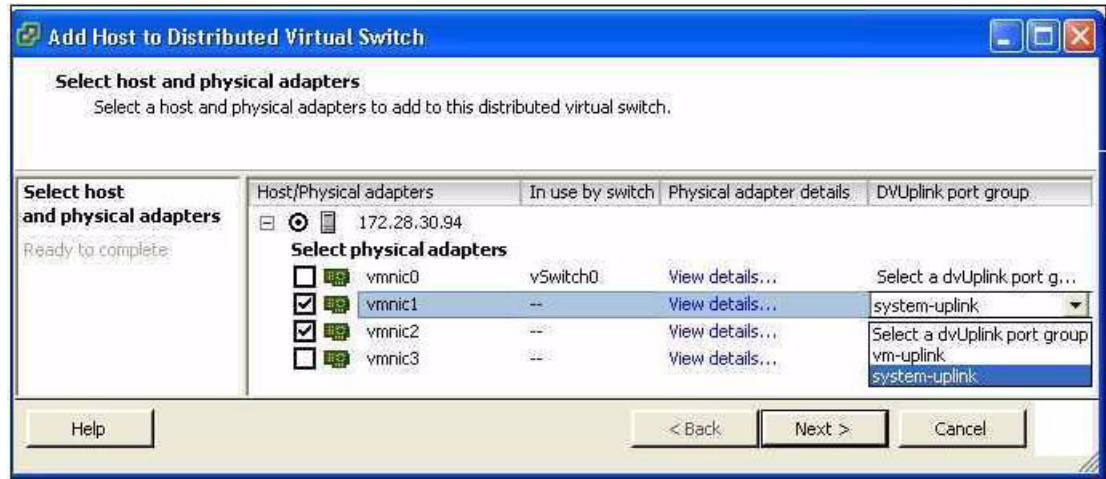 Add Host to Distributed Virtual Switch
Select host and physical adapters
Select a host and physical adapters to add to this distributed virtual switch.
Select host
and physical adapters
Ready to complete
Host/Physical adapters In use by switch Physical adapter details DVUplink port group
172.28.30.94
Select physical adapters
vmnic0 vSwitch0 View details... Select a dvUplink port g...
vmnic1 -- View details... system-uplink
vmnic2 -- View details... Select a dvUplink port group
vmnic3 -- View details... vm-uplink
system-uplink
Help < Back Next > Cancel